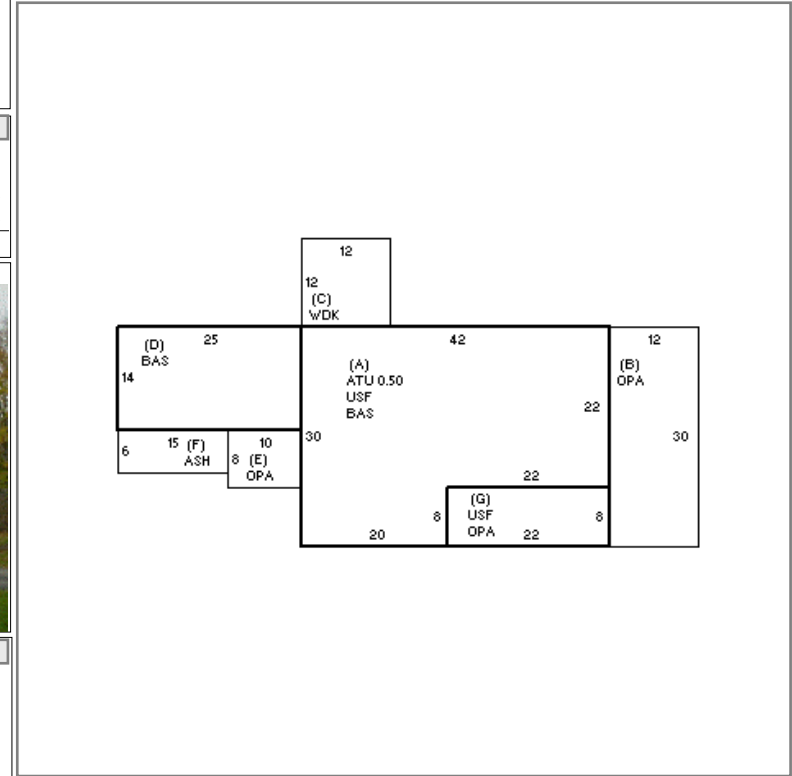 12
12
(C)
WDK
25
(D)
BAS
14
42
(A)
ATU 0.50
USF
BAS
22
30
12
(B)
OPA
30
15 (F)
ASH
6
10
8 (E)
OPA
22
(G)
USF
OPA
8
8
22
20